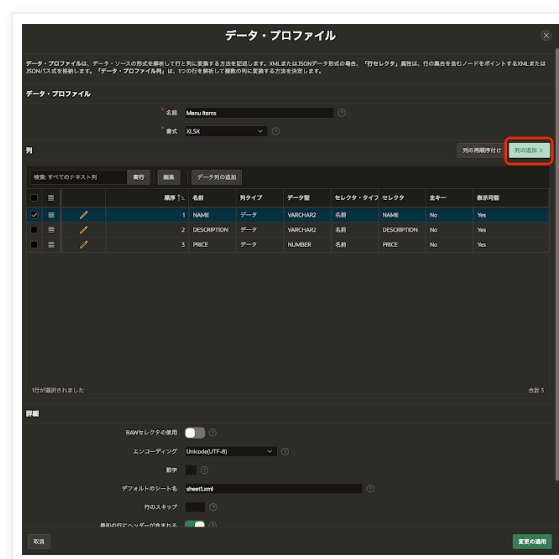 データ・プロファイル
データ・プロファイルは、データ・ソースの形式を解析して行と列に変換する方法を記述します。XMLまたはJSONデータ形式の場合、「行セレクタ」属性は、行の集合を含むノードをポイントするXMLまたは
JSONパス式を格納します。「データ・プロファイル列」は、1つの行を解析して複数の列に変換する方法を決定します。
データ・プロファイル
* 名前 Menu Items
* 書式 XLSX
列 列の再順序付け 列の追加 >
検索: すべてのテキスト列 実行 編集 データ列の追加
順序 名前 列タイプ データ型 セレクタ・タイプ セレクタ 主キー 表示可能
1 NAME データ VARCHAR2 名前 NAME No Yes
2 DESCRIPTION データ VARCHAR2 名前 DESCRIPTION No Yes
3 PRICE データ NUMBER 名前 PRICE No Yes
1行が選択されました 合計 3
詳細
RAWセレクタの使用
エンコーディング Unicode(UTF-8)
数字
デフォルトのシート名 sheet1.xml
行のスキップ
最初の行にヘッダーが含まれる
取消 変更の適用